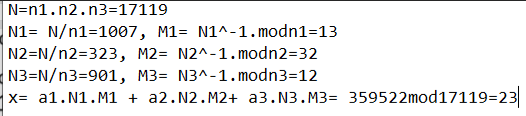 N=n1.n2.n3=17119
N1= N/n1=1007, M1= N1^-1.modn1=13
N2=N/n2=323, M2= N2^-1.modn2=32
N3=N/n3=901, M3= N3^-1.modn3=12
x= a1.N1.M1 + a2.N2.M2+ a3.N3.M3= 359522mod17119=23